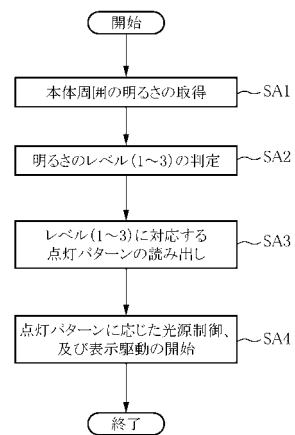 開始
本体周囲の明るさの取得
SA1
明るさのレベル(1～3)の判定
SA2
レベル(1～3)に対応する
点灯パターンの読み出し
SA3
点灯パターンに応じた光源制御、
及び表示駆動の開始
SA4
終了